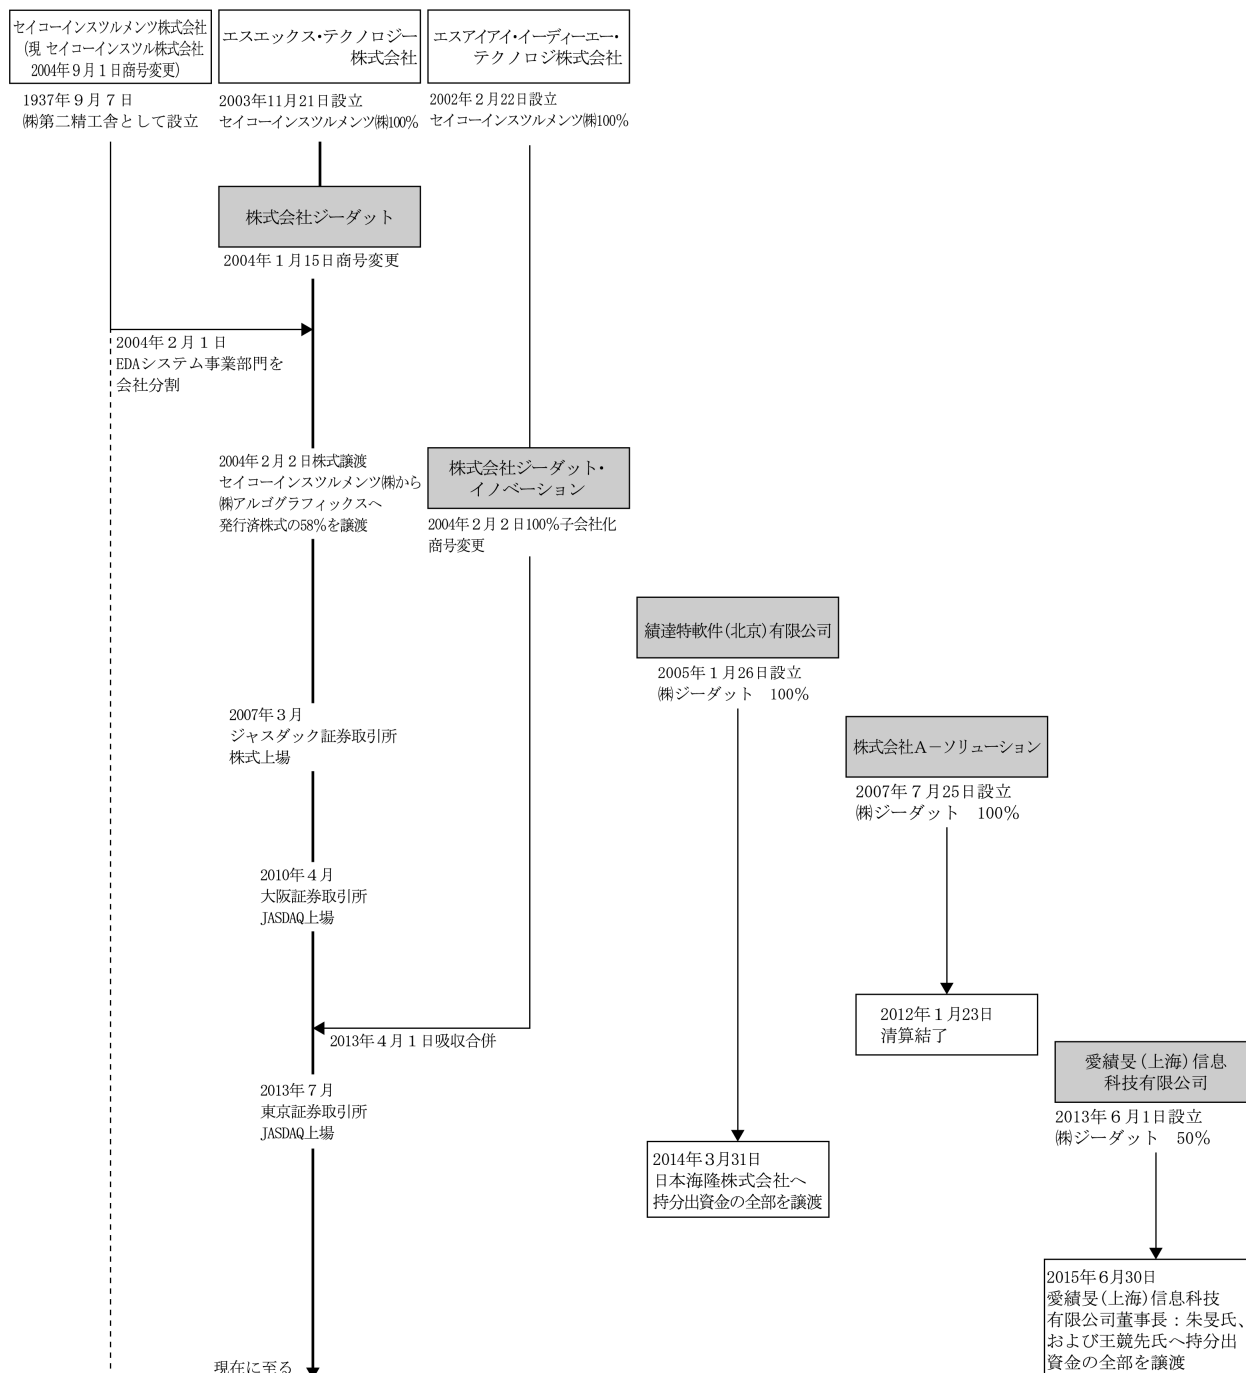 セイコーインスツルメンツ株式会社
(現 セイコーインスツル株式会社
2004年９月１日商号変更)
1937年９月７日
㈱第二精工舎として設立
エスエックス・テクノロジー
株式会社
2003年11月21日設立
セイコーインスツルメンツ㈱100%
エスアイアイ・イーディーエー・
テクノロジ株式会社
2002年２月22日設立
セイコーインスツルメンツ㈱100%
株式会社ジーダット
2004年１月15日商号変更
2004年２月１日
EDAシステム事業部門を
会社分割
2004年２月２日株式譲渡
セイコーインスツルメンツ㈱から
㈱アルゴグラフィックスへ
発行済株式の58%を譲渡
株式会社ジーダット・
イノベーション
2004年２月２日100%子会社化
商号変更
績達特軟件(北京)有限公司
2005年１月26日設立
㈱ジーダット　100%
2007年３月
ジャスダック証券取引所
株式上場
株式会社Ａ－ソリューション
2007年７月25日設立
㈱ジーダット　100%
2010年４月
大阪証券取引所
JASDAQ上場
2012年１月23日
清算結了
2013年４月１日吸収合併
愛績旻(上海)信息
科技有限公司
2013年６月1日設立
㈱ジーダット　50%
2013年７月
東京証券取引所
JASDAQ上場
2014年３月31日
日本海隆株式会社へ
持分出資金の全部を譲渡
2015年６月30日
愛績旻(上海)信息科技
有限公司董事長：朱旻氏、
および王競先氏へ持分出
資金の全部を譲渡
現在に至る